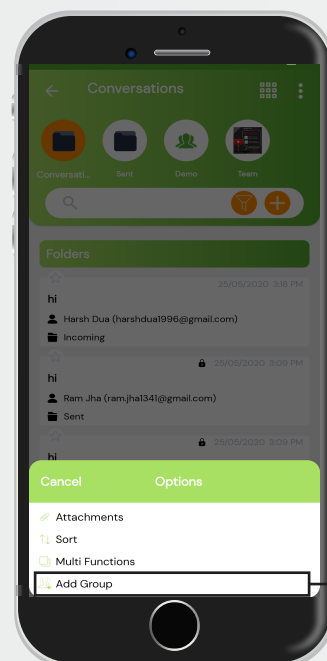 Conversations
Conversati...
Sent
Demo
Team
Folders
25/05/2020 3:18 PM
hi
Harsh Dua (harshdua1996@gmail.com)
Incoming
25/05/2020 3:09 PM
hi
Ram Jha (ram.jha1341@gmail.com)
Sent
25/05/2020 3:09 PM
hi
Cancel
Options
Attachments
Sort
Multi Functions
Add Group